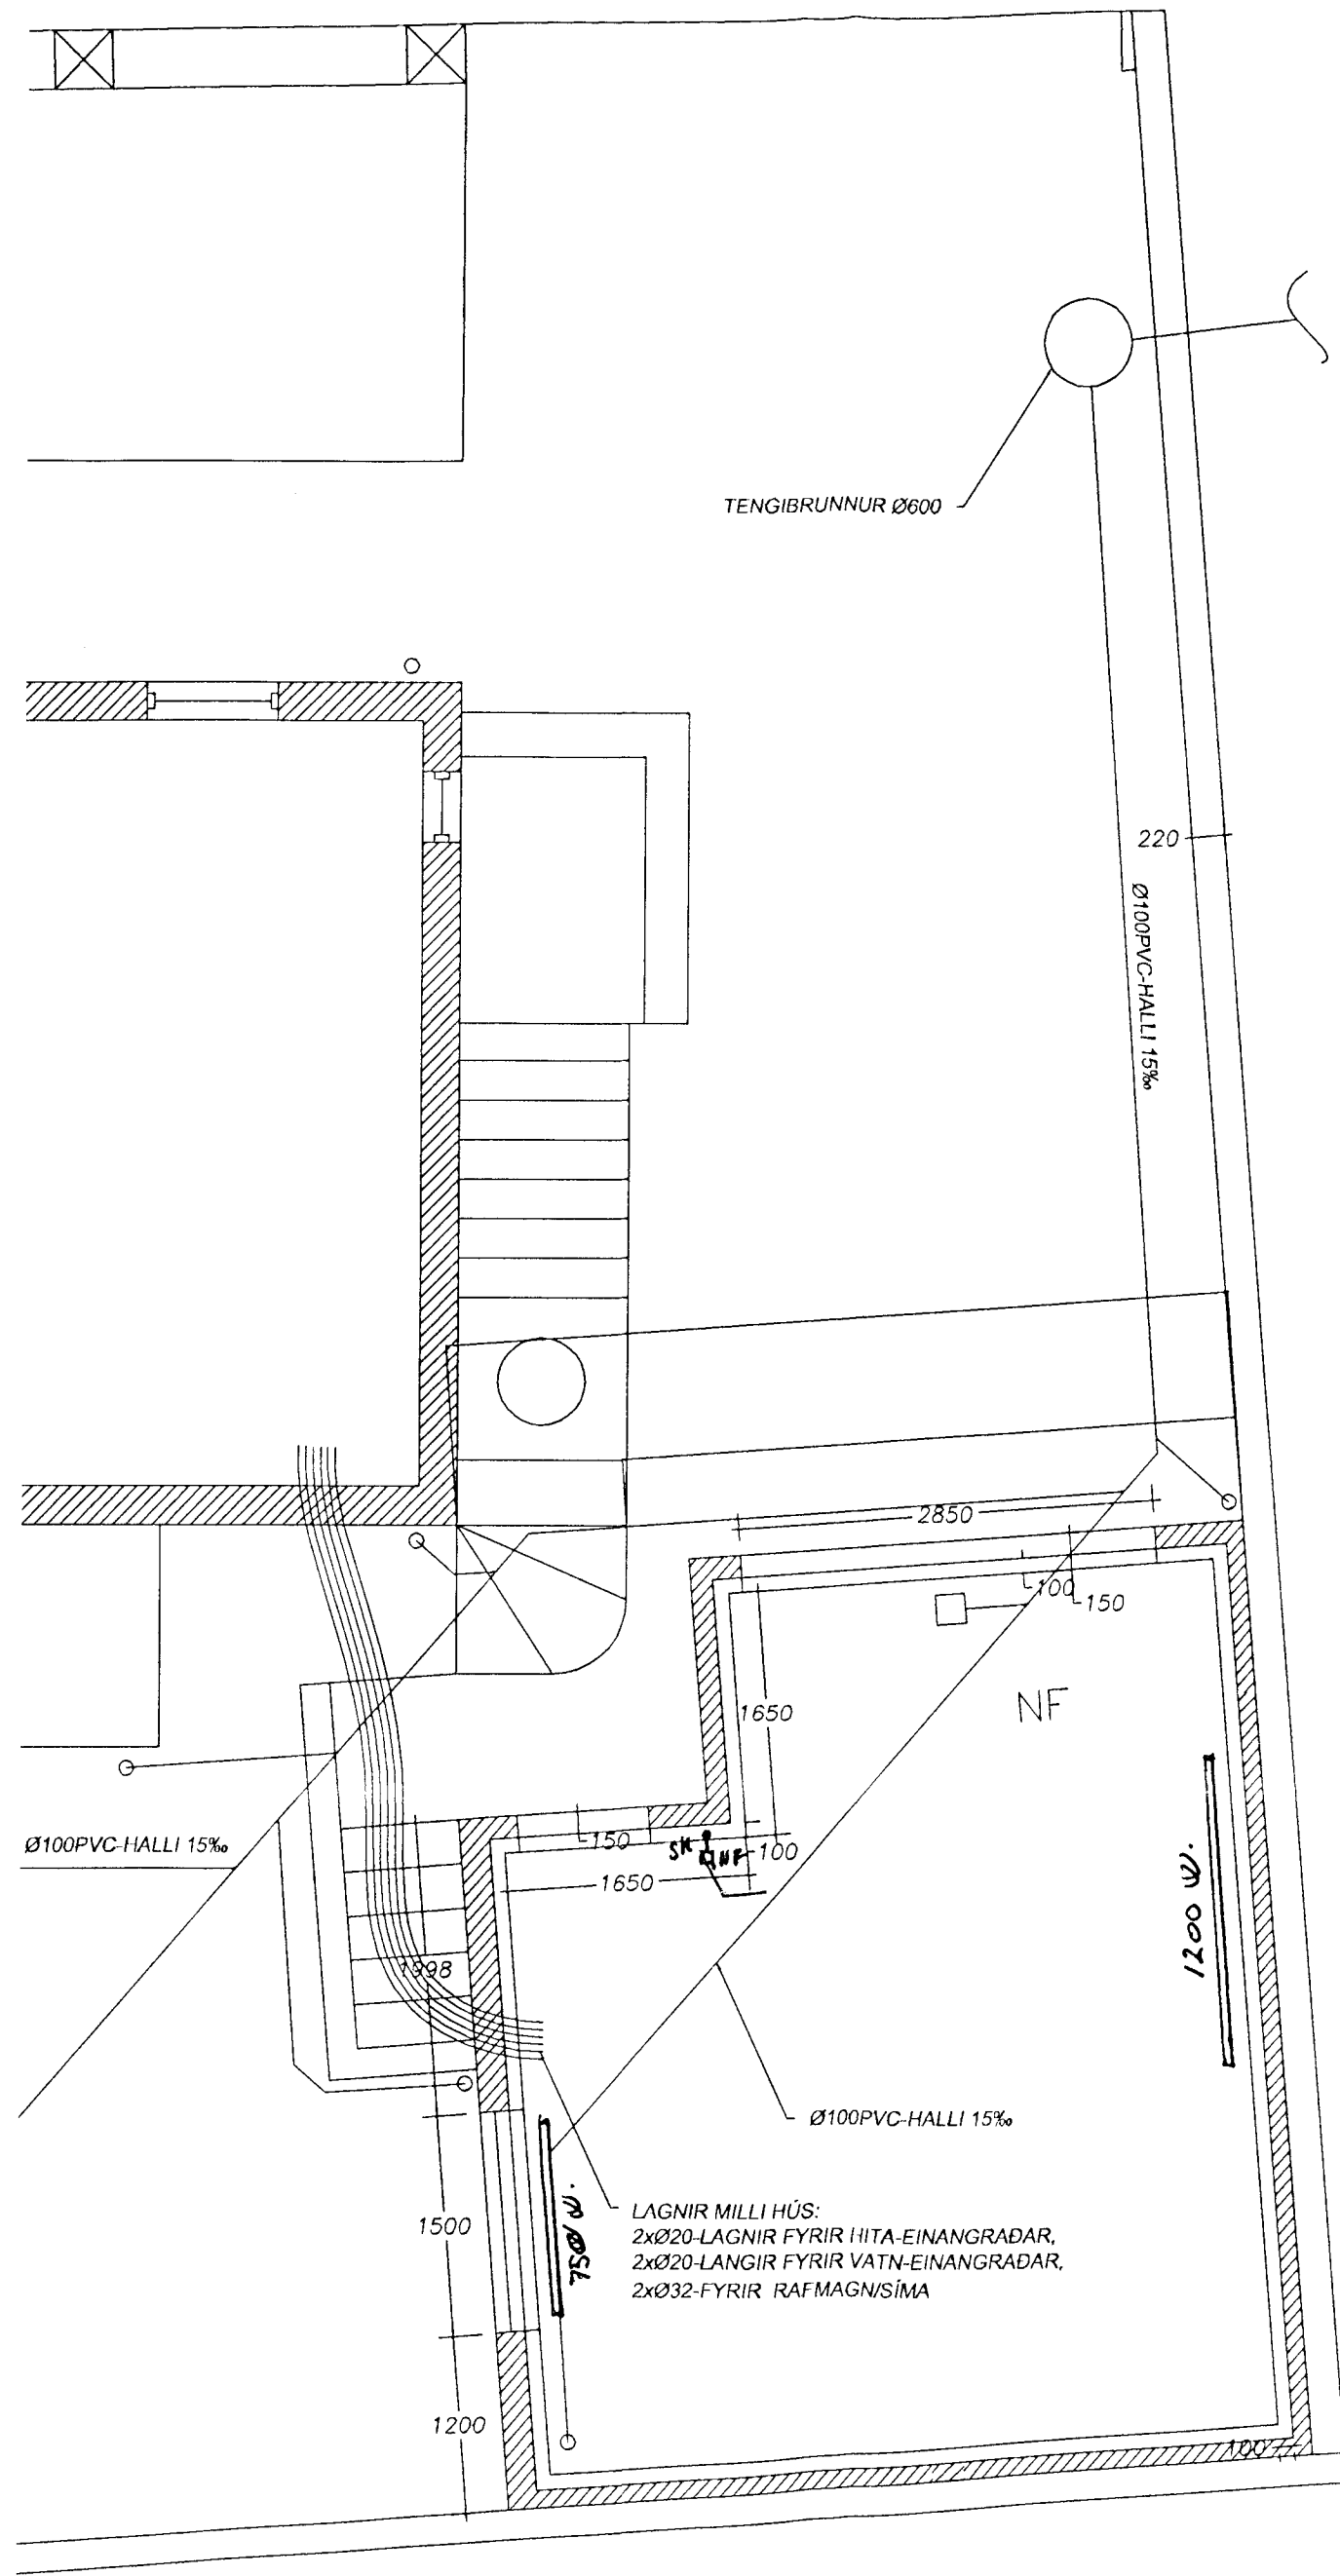 TENGIBRUNNUR Ø600
220
Ø100PVC-HALLI 15‰
2850
100
150
NF
1650
150
SK
NF
100
1650
Ø100PVC-HALLI 15‰
1200 W.
1998
Ø100PVC-HALLI 15‰
1500
LAGNIR MILLI HÚS:
2xØ20-LAGNIR FYRIR HITA-EINANGRAÐAR,
2xØ20-LANGIR FYRIR VATN-EINANGRAÐAR,
2xØ32-FYRIR RAFMAGN/SÍMA
1200
100